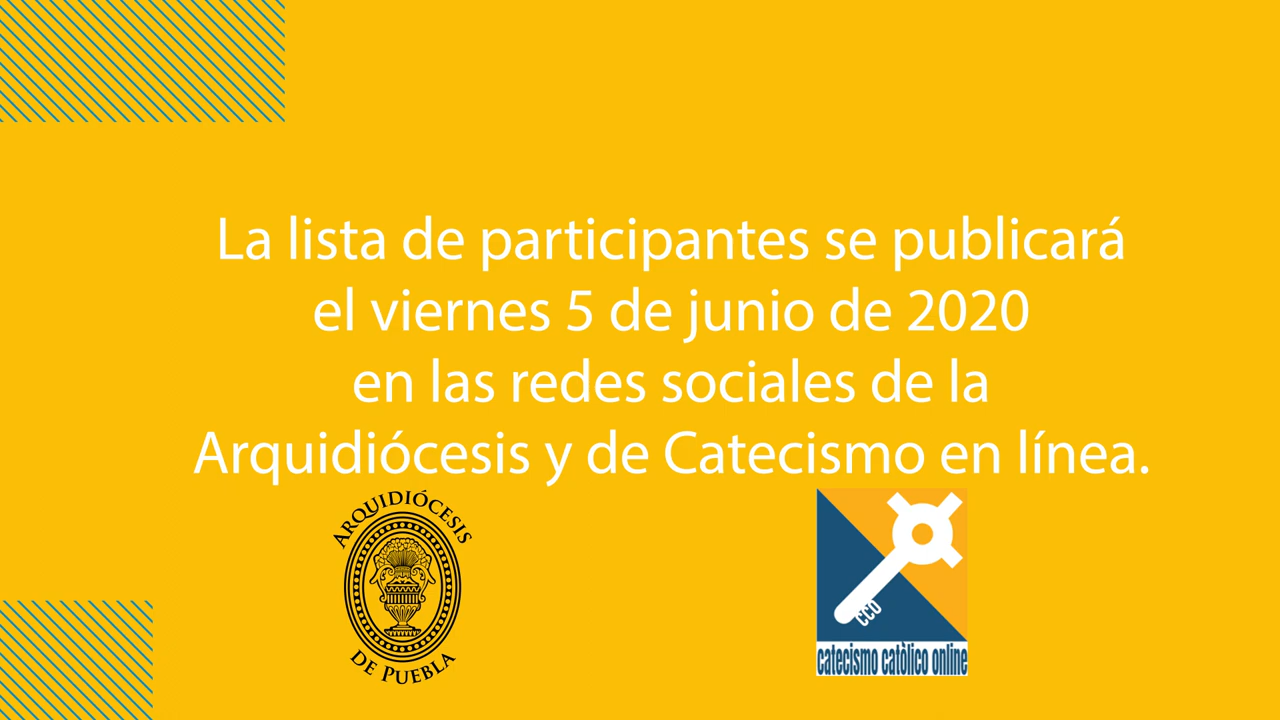 La lista de participantes se publicará
el viernes 5 de junio de 2020
en las redes sociales de la
Arquidiócesis y de Catecismo en línea.
ARQUIDIÓCESIS
DE PUEBLA
CCO
catecismo catòlico online